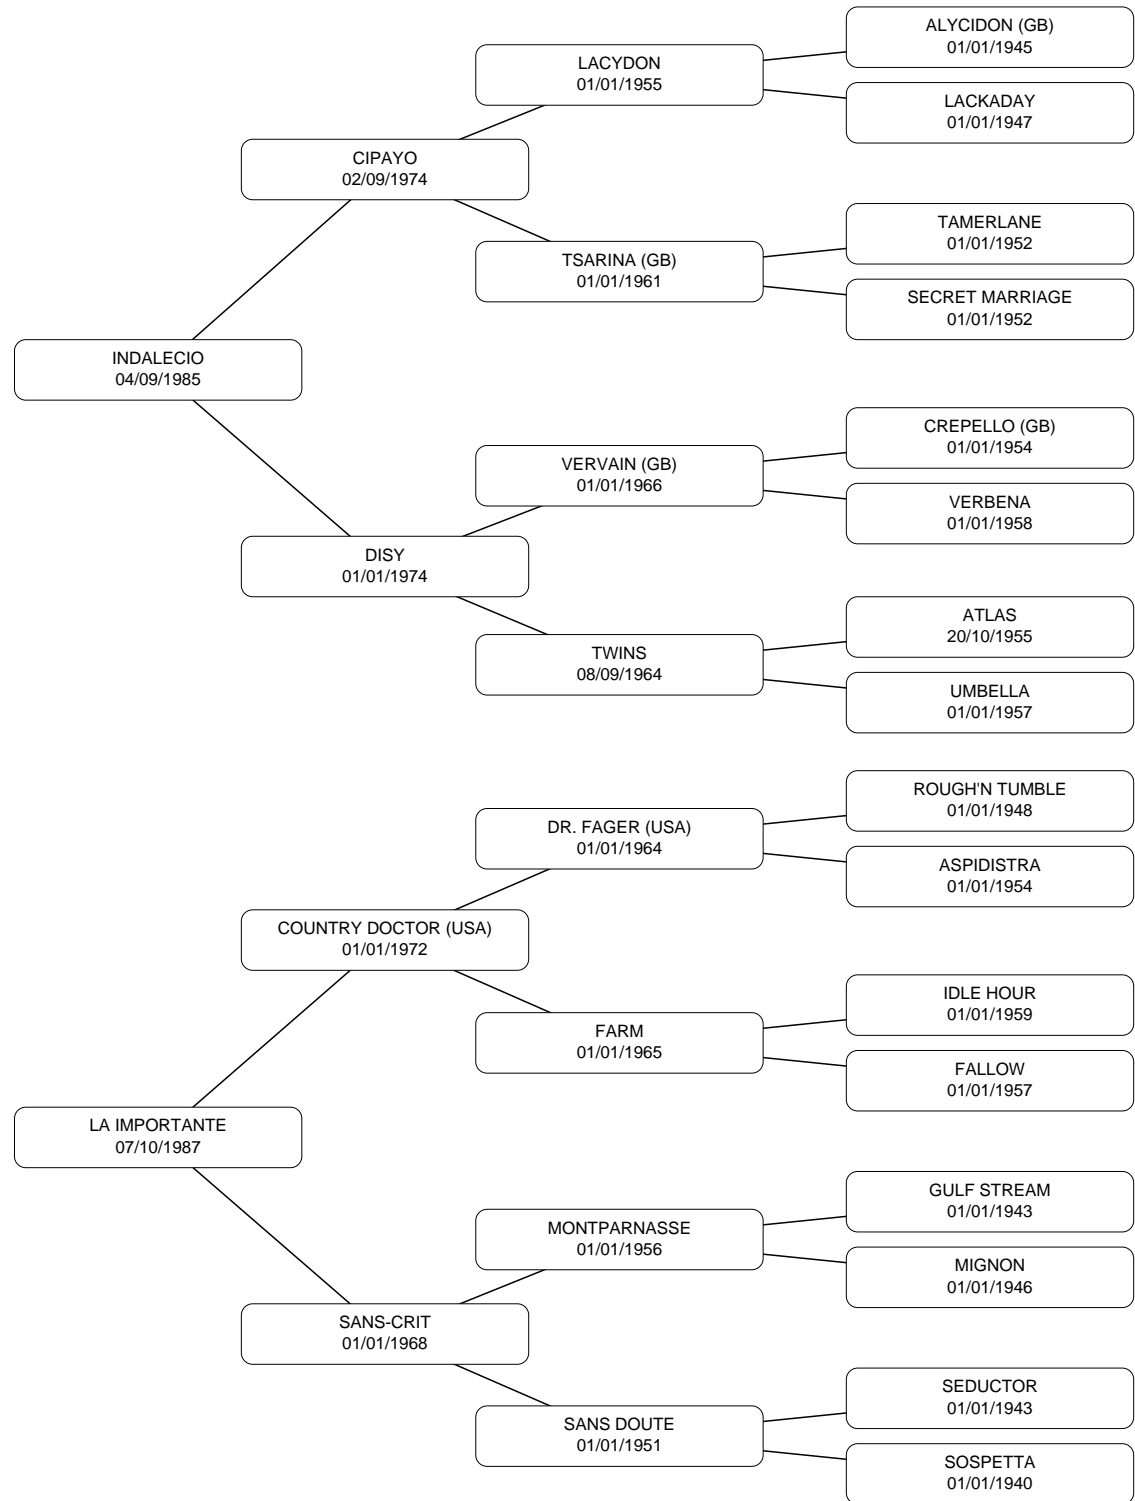 ALYCIDON (GB)
01/01/1945
LACYDON
01/01/1955
LACKADAY
01/01/1947
CIPAYO
02/09/1974
TAMERLANE
01/01/1952
TSARINA (GB)
01/01/1961
SECRET MARRIAGE
01/01/1952
INDALECIO
04/09/1985
CREPELLO (GB)
01/01/1954
VERVAIN (GB)
01/01/1966
VERBENA
01/01/1958
DISY
01/01/1974
ATLAS
20/10/1955
TWINS
08/09/1964
UMBELLA
01/01/1957
ROUGH'N TUMBLE
01/01/1948
DR. FAGER (USA)
01/01/1964
ASPIDISTRA
01/01/1954
COUNTRY DOCTOR (USA)
01/01/1972
IDLE HOUR
01/01/1959
FARM
01/01/1965
FALLOW
01/01/1957
LA IMPORTANTE
07/10/1987
GULF STREAM
01/01/1943
MONTPARNASSE
01/01/1956
MIGNON
01/01/1946
SANS-CRIT
01/01/1968
SEDUCTOR
01/01/1943
SANS DOUTE
01/01/1951
SOSPETTA
01/01/1940